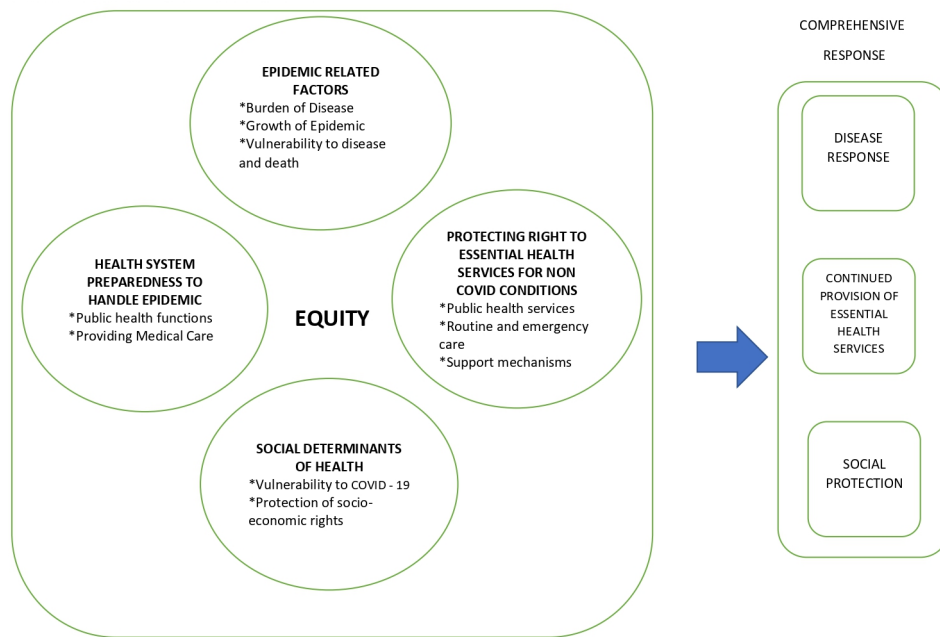 EPIDEMIC RELATED
FACTORS
*Burden of Disease
*Growth of Epidemic
*Vulnerability to disease
and death
HEALTH SYSTEM
PREPAREDNESS TO
HANDLE EPIDEMIC
*Public health functions
*Providing Medical Care
EQUITY
PROTECTING RIGHT TO
ESSENTIAL HEALTH
SERVICES FOR NON
COVID CONDITIONS
*Public health services
*Routine and emergency
care
*Support mechanisms
SOCIAL DETERMINANTS
OF HEALTH
*Vulnerability to COVID - 19
*Protection of socio-
economic rights
COMPREHENSIVE
RESPONSE
DISEASE
RESPONSE
CONTINUED
PROVISION OF
ESSENTIAL
HEALTH
SERVICES
SOCIAL
PROTECTION